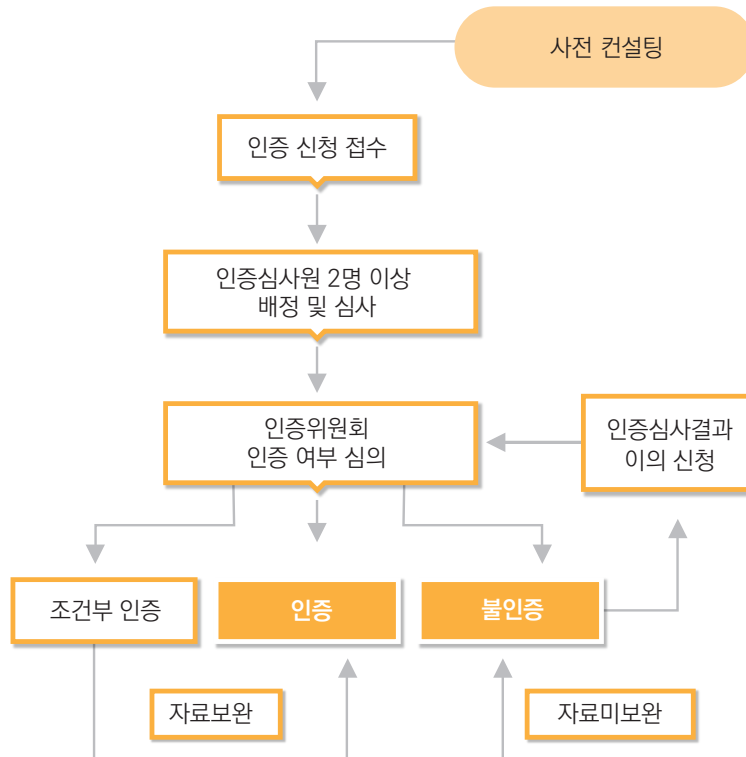 사전 컨설팅
인증 신청 접수
인증심사원 2명 이상
배정 및 심사
인증위원회
인증 여부 심의
인증심사결과
이의 신청
조건부 인증
인증
불인증
자료보완
자료미보완